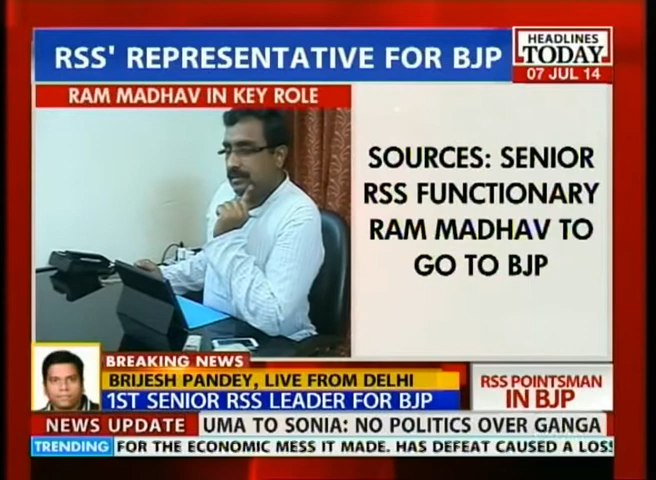 RSS' REPRESENTATIVE FOR BJP
HEADLINES
TODAY
07 JUL 14
RAM MADHAV IN KEY ROLE
SOURCES: SENIOR
RSS FUNCTIONARY
RAM MADHAV TO
GO TO BJP
BREAKING NEWS
BRIJESH PANDEY, LIVE FROM DELHI
1ST SENIOR RSS LEADER FOR BJP
RSS POINTSMAN
IN BJP
NEWS UPDATE UMA TO SONIA: NO POLITICS OVER GANGA
TRENDING FOR THE ECONOMIC MESS IT MADE. HAS DEFEAT CAUSED A LOSS